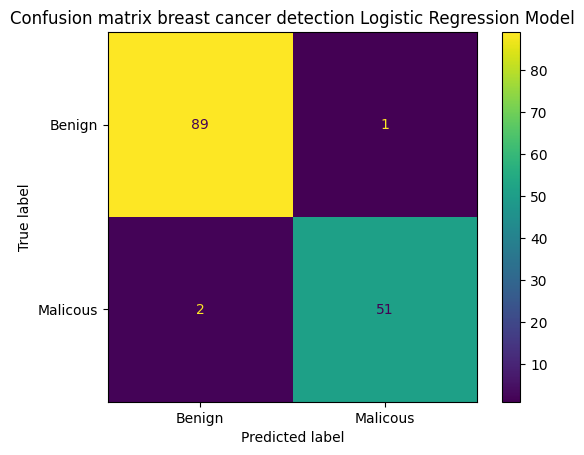 Confusion matrix breast cancer detection Logistic Regression Model
True label
Benign
89
1
Malicous
2
51
Benign
Malicous
Predicted label
80
70
60
50
40
30
20
10